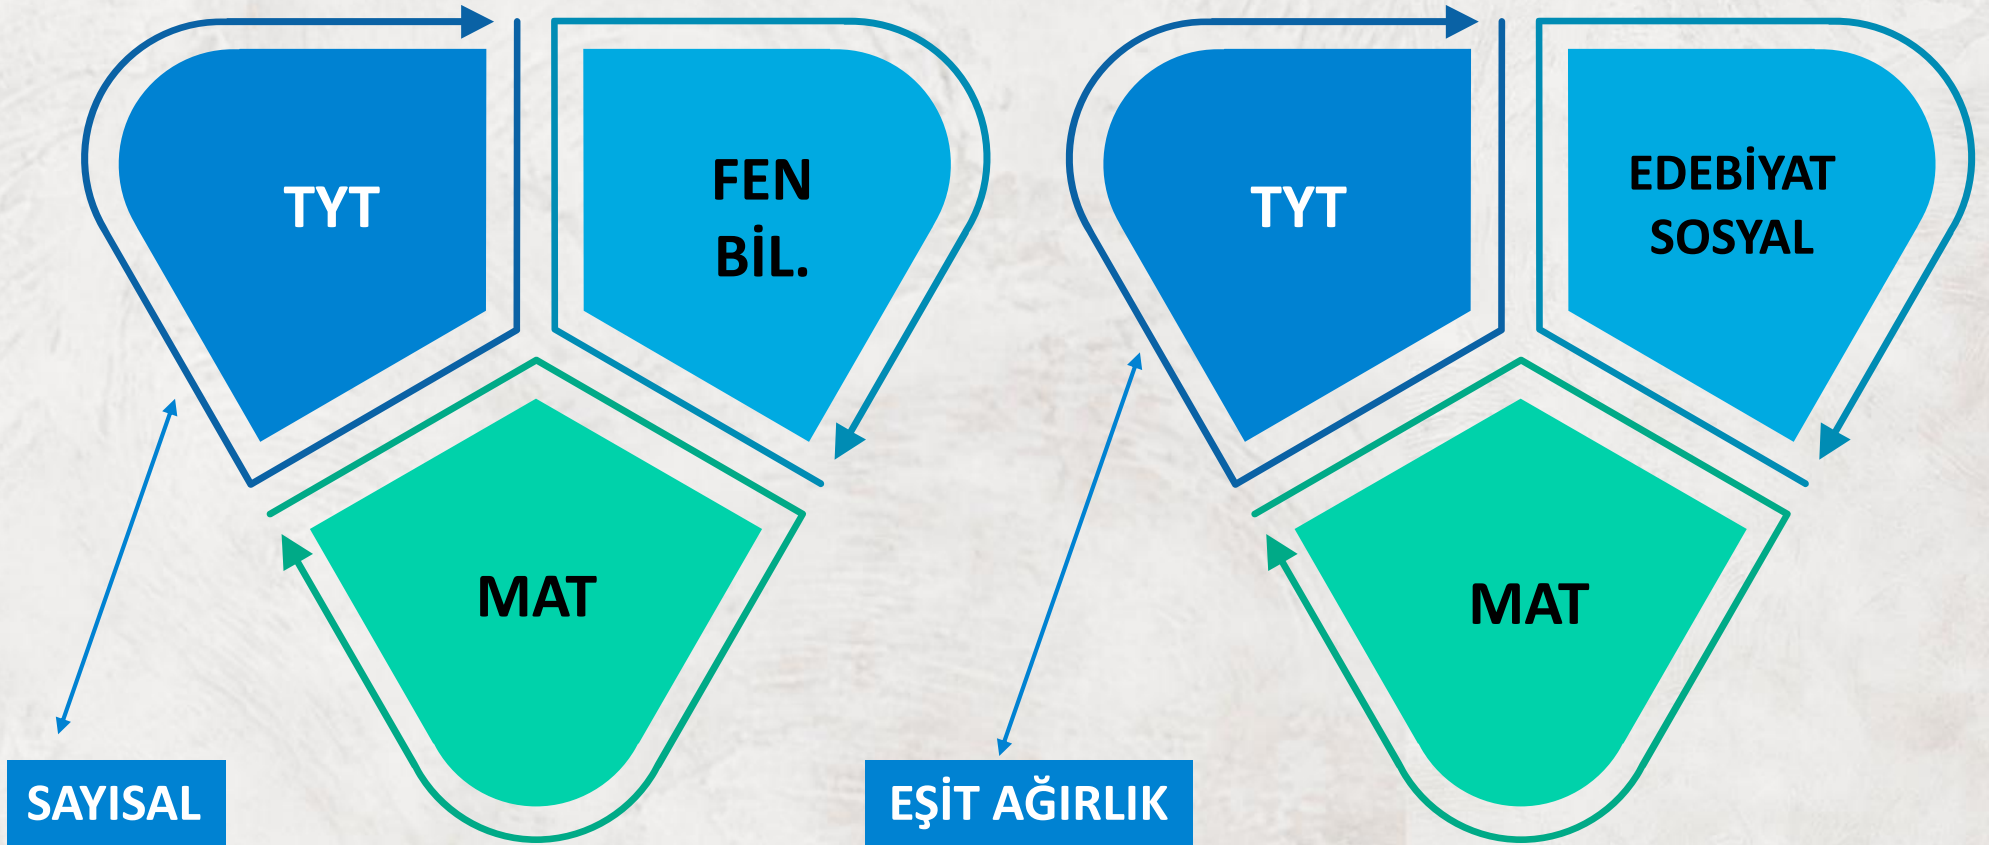 TYT
FEN
BİL.
MAT
SAYISAL
TYT
EDEBİYAT
SOSYAL
MAT
EŞİT AĞIRLIK